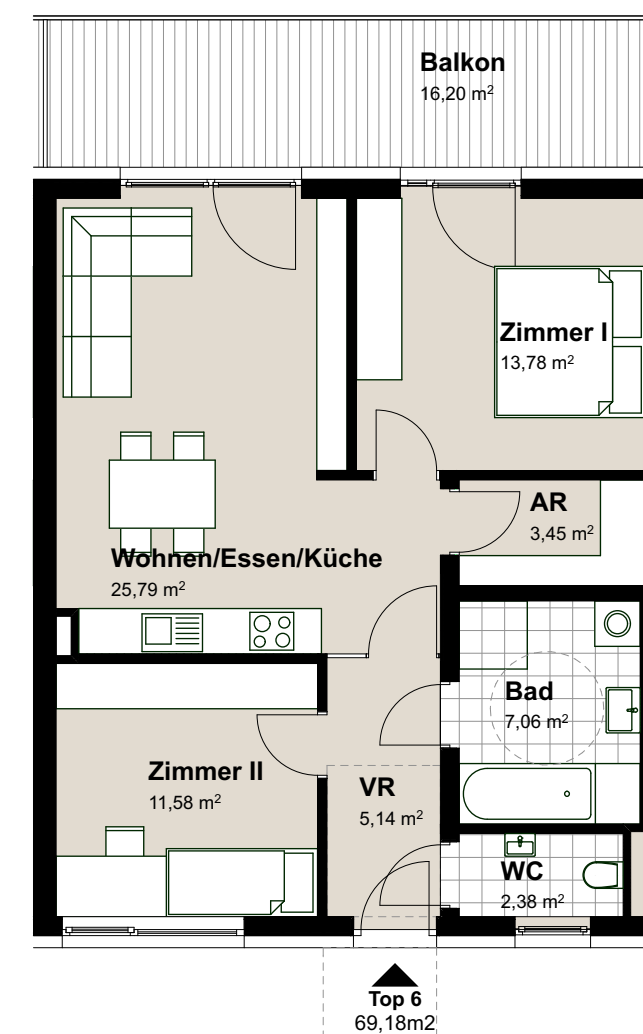 Balkon
16,20 m²
Zimmer I
13,78 m²
AR
3,45 m²
Wohnen/Essen/Küche
25,79 m²
Bad
7,06 m²
Zimmer II
11,58 m²
VR
5,14 m²
WC
2,38 m²
Top 6
69,18m2